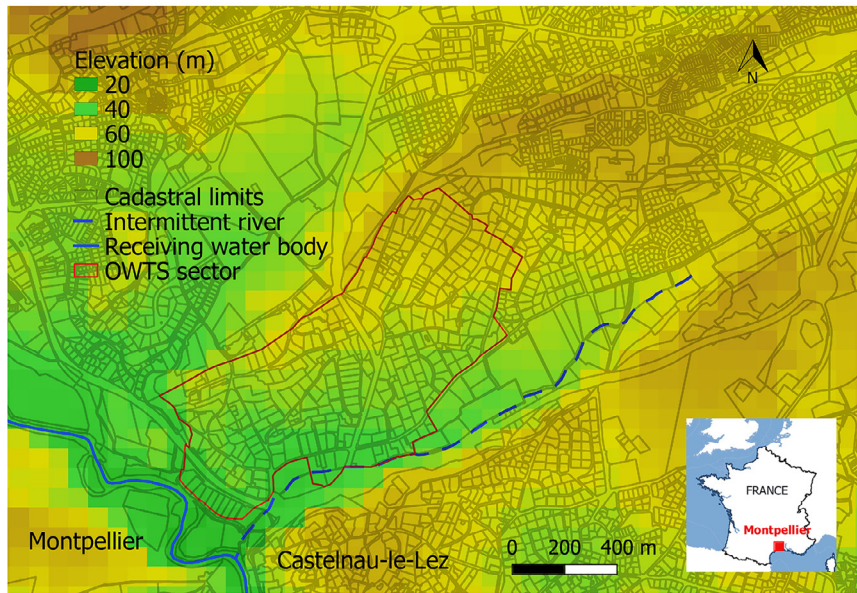 Elevation (m)
20
40
60
100
Cadastral limits
Intermittent river
Receiving water body
OWTS sector
N
FRANCE
Montpellier
Montpellier
Castelnau-le-Lez
0 200 400 m